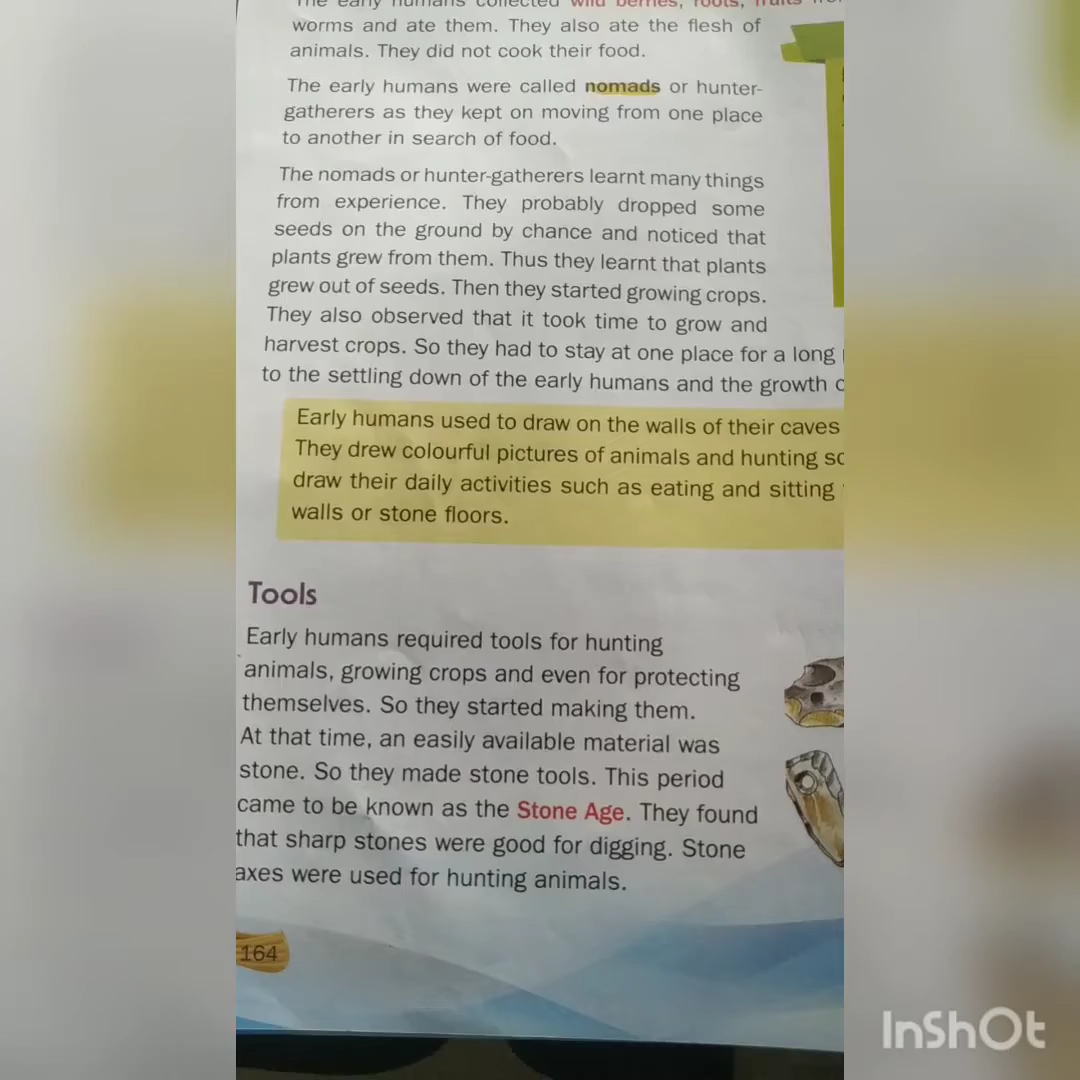 The early humans collected wild berries, roots, fruits
worms and ate them. They also ate the flesh of
animals. They did not cook their food.
The early humans were called nomads or hunter-
gatherers as they kept on moving from one place
to another in search of food.
The nomads or hunter-gatherers learnt many things
from experience. They probably dropped some
seeds on the ground by chance and noticed that
plants grew from them. Thus they learnt that plants
grew out of seeds. Then they started growing crops.
They also observed that it took time to grow and
harvest crops. So they had to stay at one place for a long
to the settling down of the early humans and the growth
Early humans used to draw on the walls of their caves
They drew colourful pictures of animals and hunting
draw their daily activities such as eating and sitting
walls or stone floors.
Tools
Early humans required tools for hunting
animals, growing crops and even for protecting
themselves. So they started making them.
At that time, an easily available material was
stone. So they made stone tools. This period
came to be known as the Stone Age. They found
that sharp stones were good for digging. Stone
axes were used for hunting animals.
164
InShOt